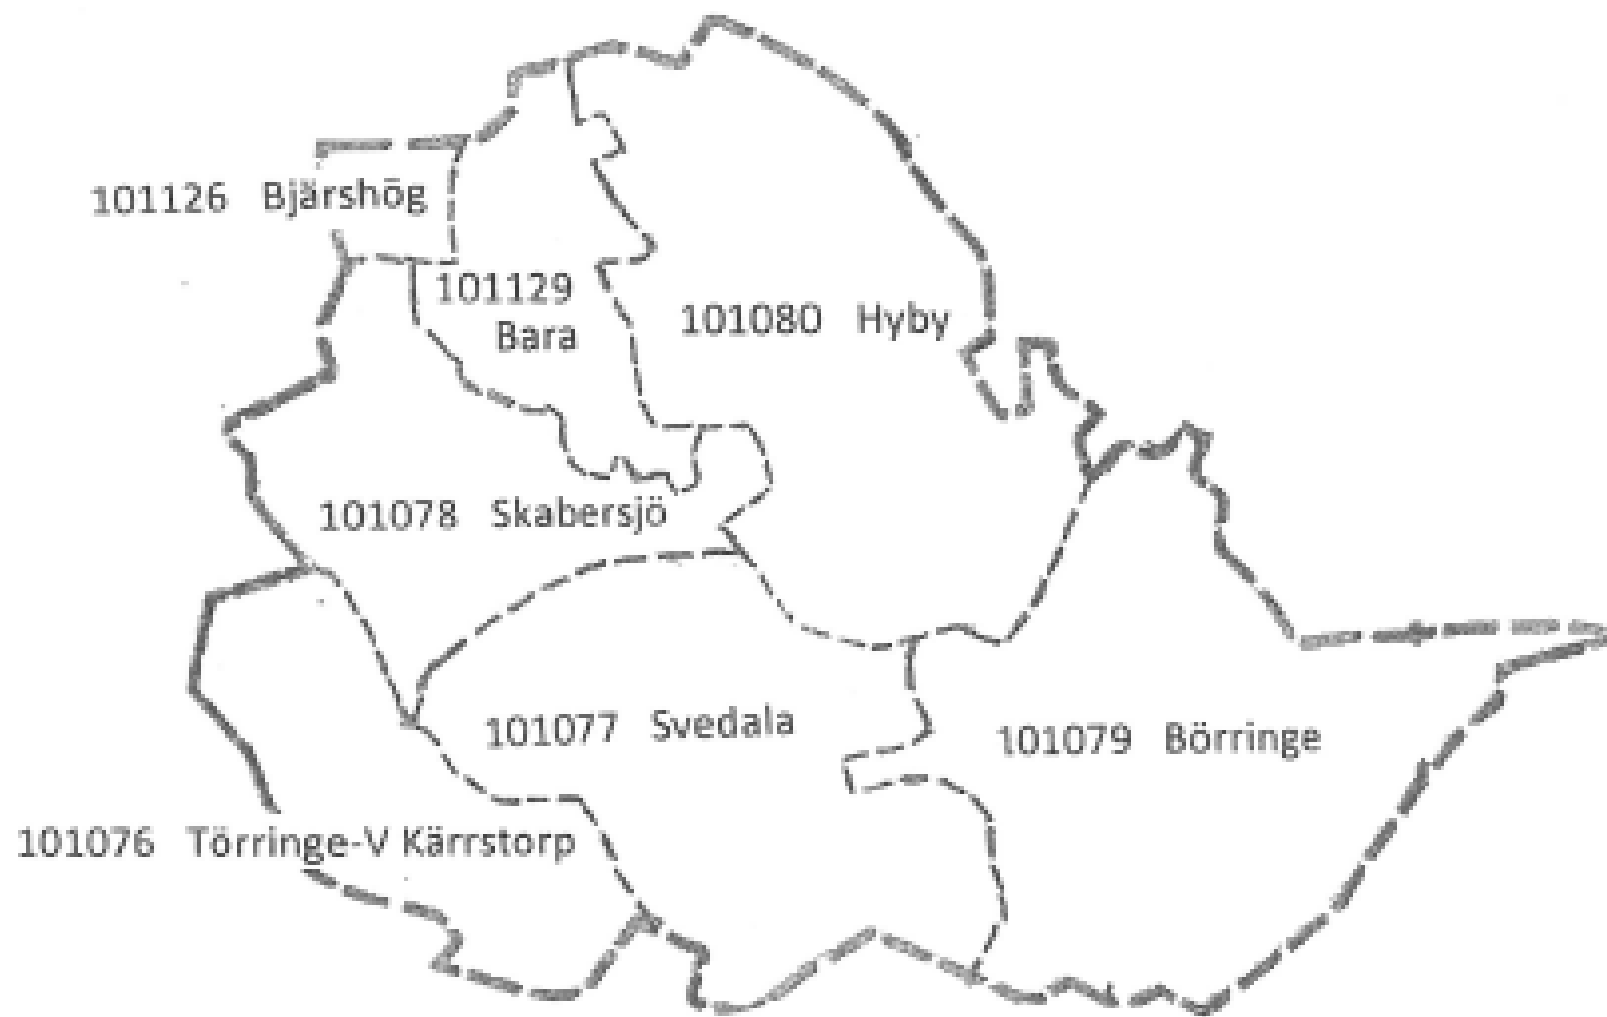 101126 Bjärshög
101129
Bara
101080 Hyby
101078 Skabersjö
101077 Svedala
101079 Börringe
101076 Törringe-V Kärrstorp